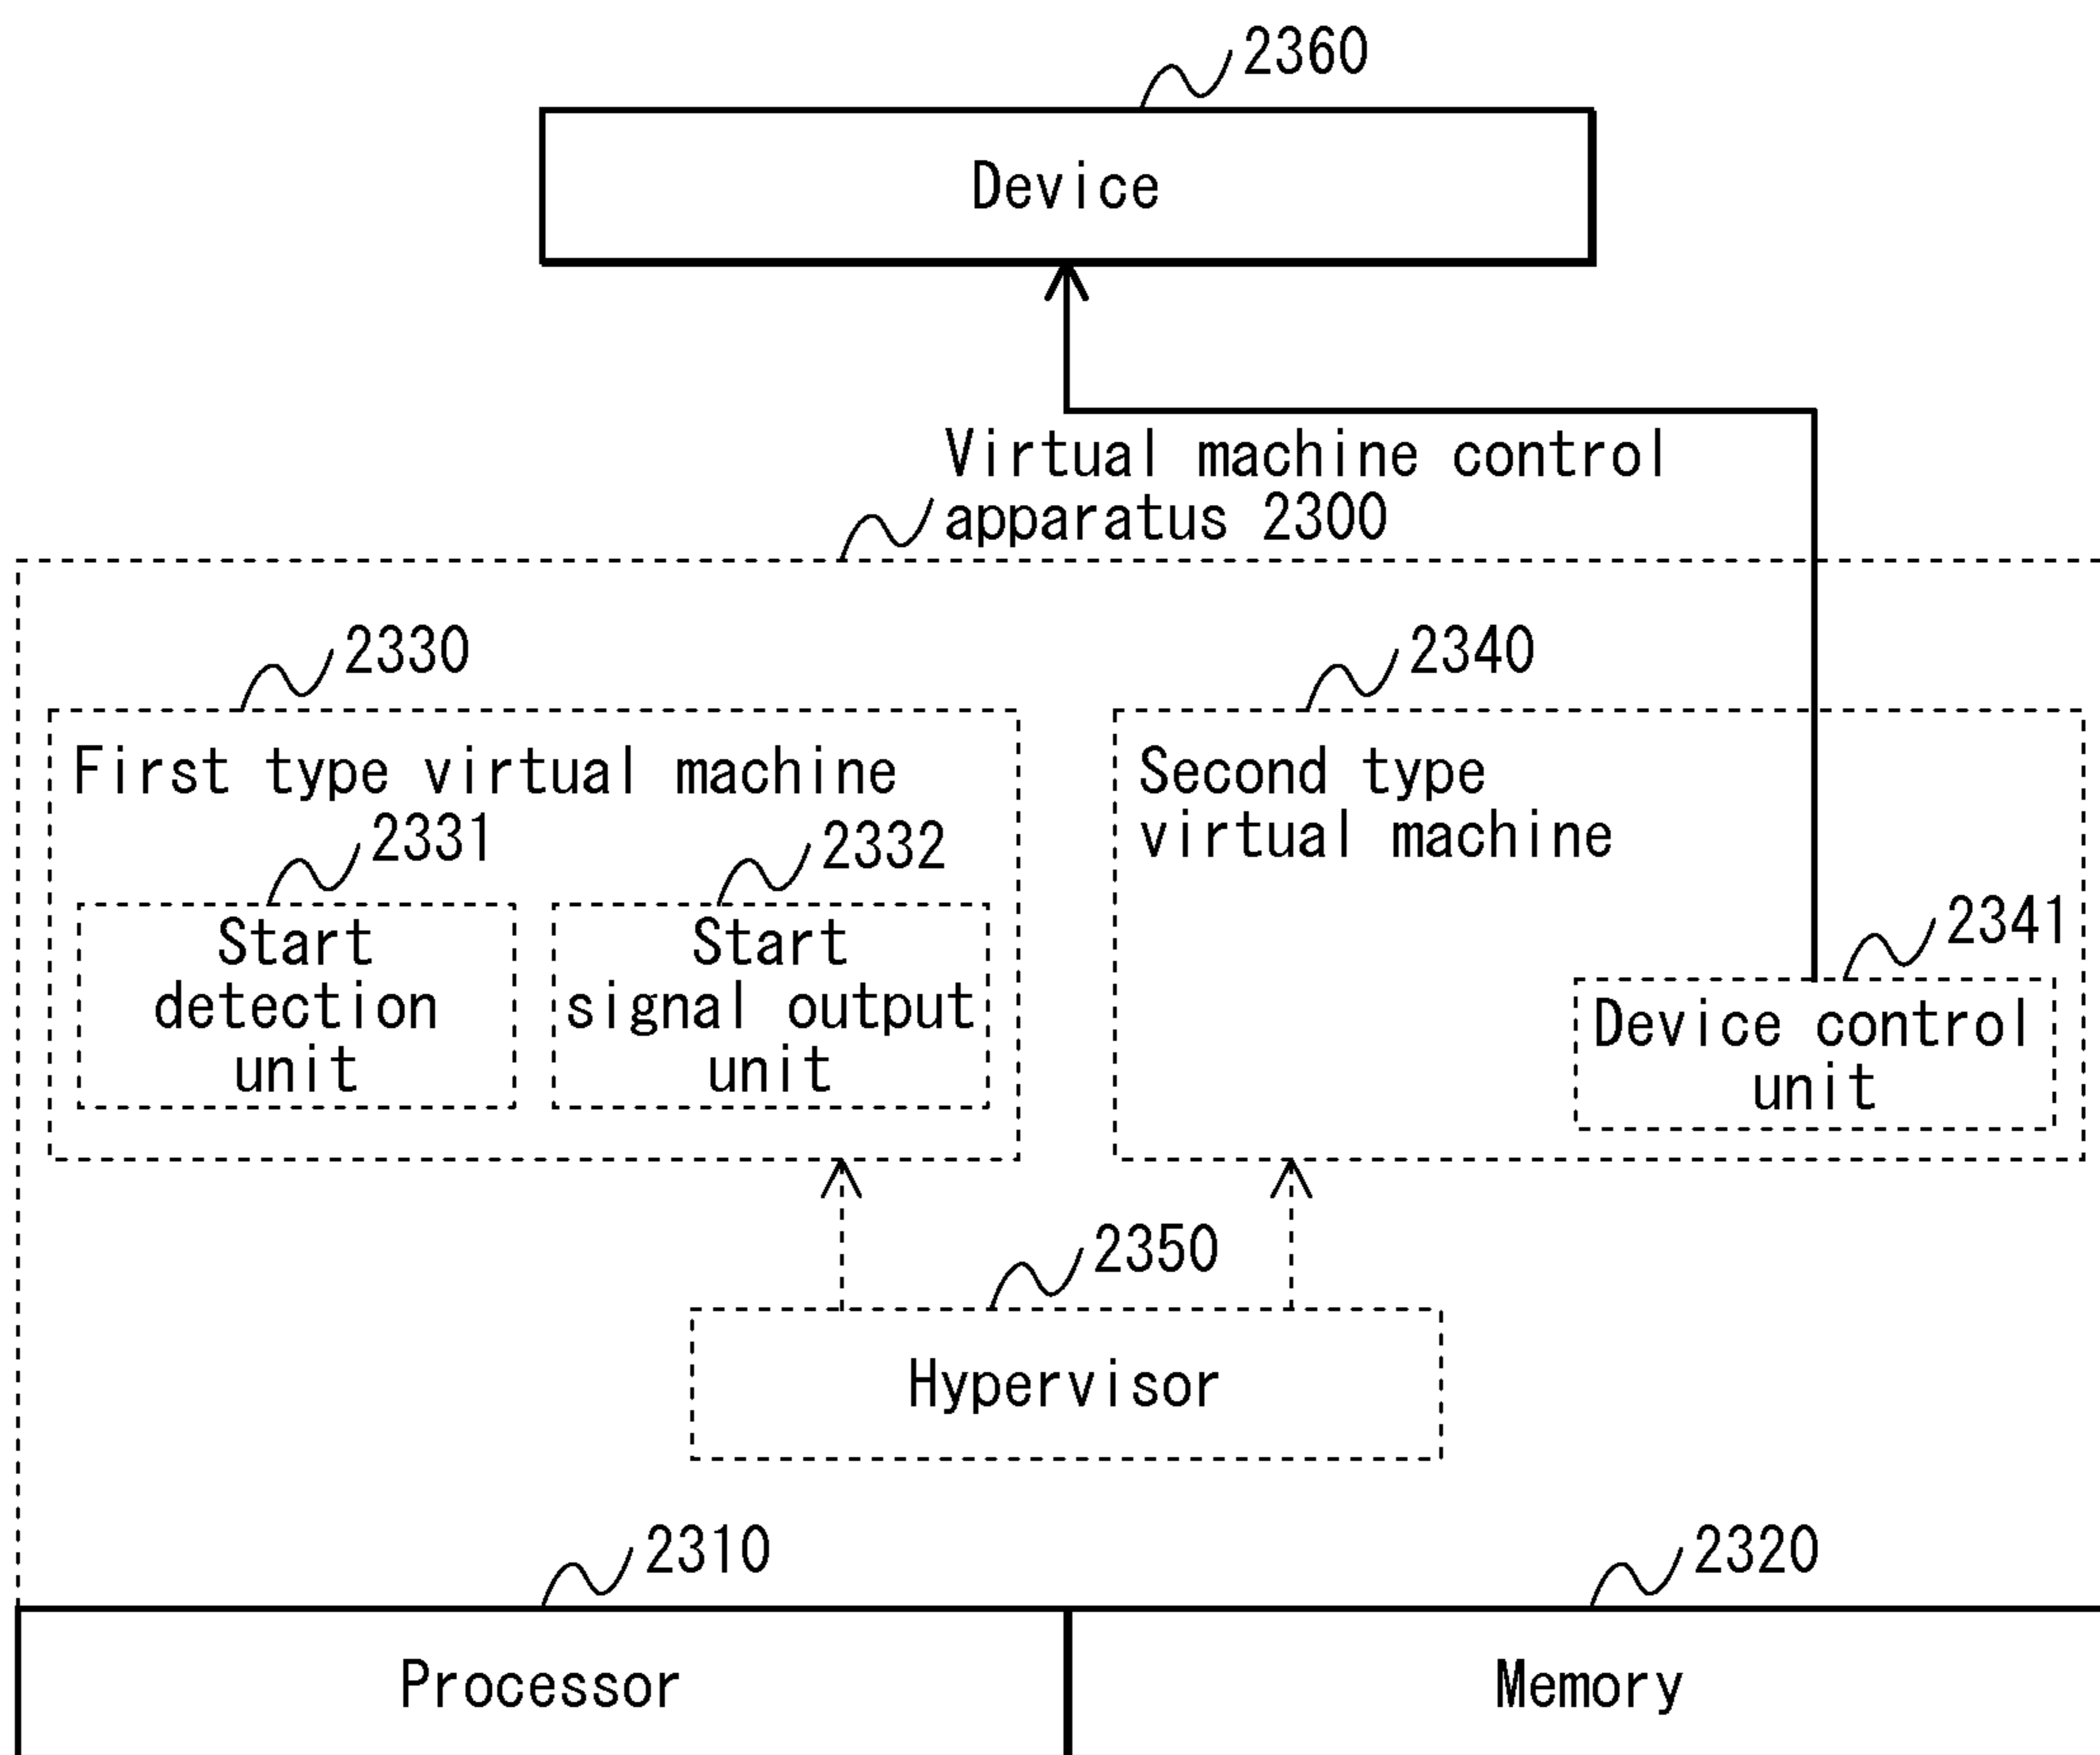 2360
Device
Virtual machine control
apparatus 2300
2330
2340
First type virtual machine
Second type
virtual machine
2331
2332
2341
Start
detection
unit
Start
signal output
unit
Device control
unit
2350
Hypervisor
2310
2320
Processor
Memory